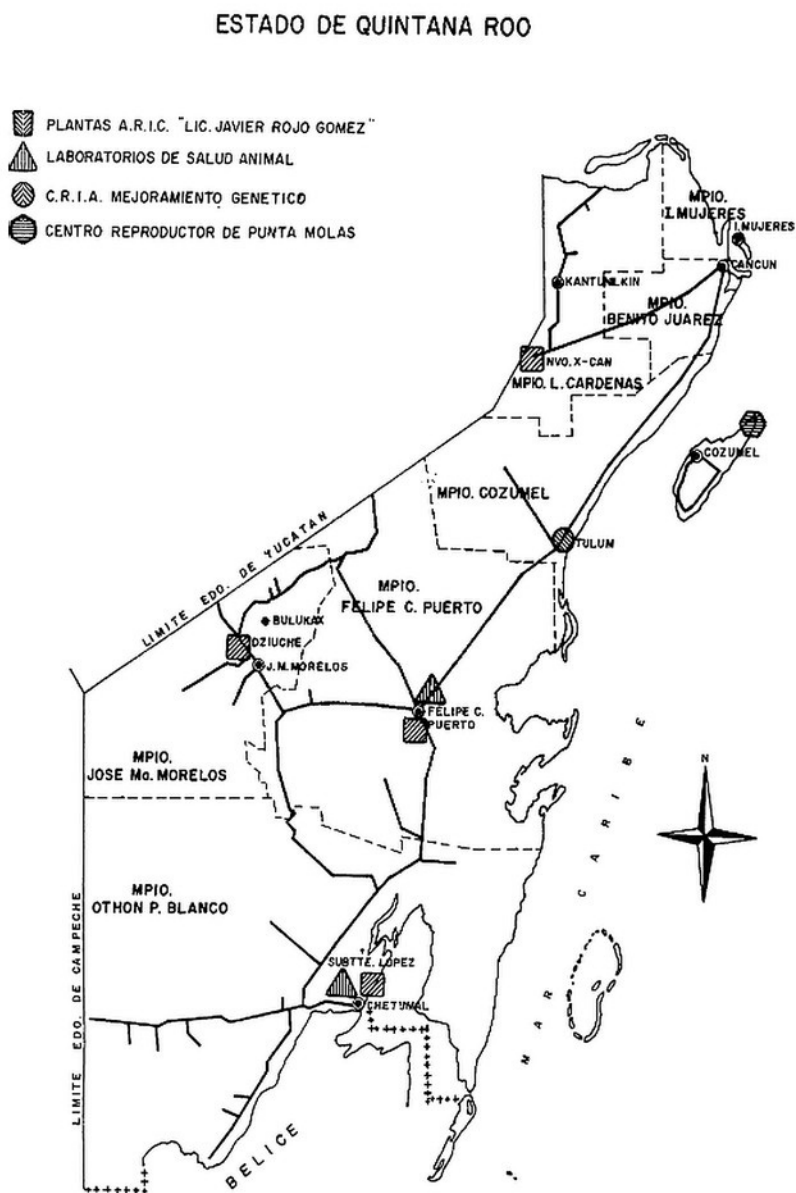 ESTADO DE QUINTANA ROO
PLANTAS A.R.I.C. "LIC. JAVIER ROJO GOMEZ"
LABORATORIOS DE SALUD ANIMAL
C.R.I.A. MEJORAMIENTO GENETICO
CENTRO REPRODUCTOR DE PUNTA MOLAS
MPIO.
I. MUJERES
I. MUJERES
CANCUN
KANTUNILKIN
MPIO.
BENITO JUAREZ
NVO. X-CAN
MPIO. L. CARDENAS
COZUMEL
MPIO. COZUMEL
LIMITE EDO. DE YUCATAN
TULUM
MPIO.
FELIPE C. PUERTO
BULUKAX
DZIUCHE
J.M. MORELOS
FELIPE C.
PUERTO
MPIO.
JOSE Ma. MORELOS
N
MAR CARIBE
MPIO.
OTHON P. BLANCO
LIMITE EDO. DE CAMPECHE
SUBTTE. LOPEZ
CHETUMAL
BELICE